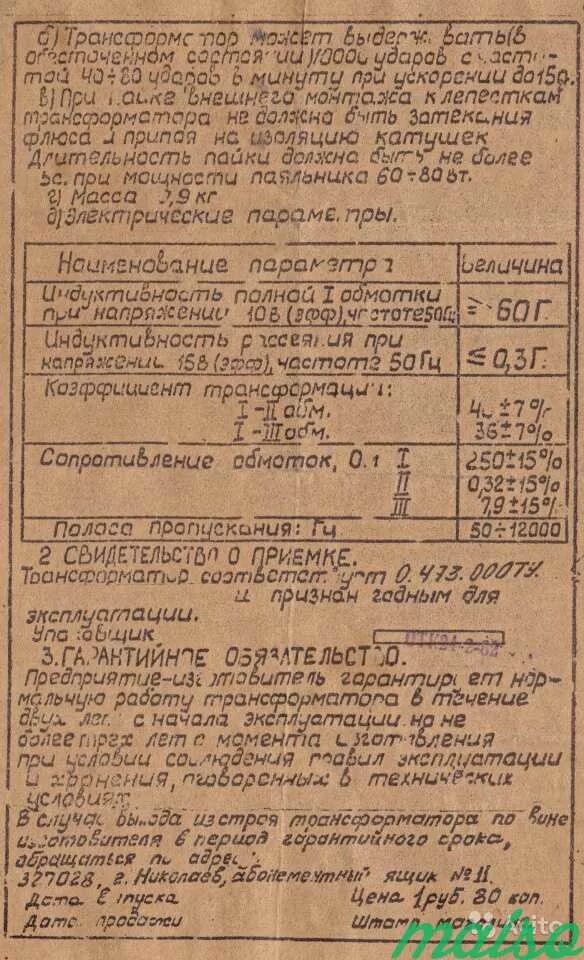 б) Трансформатор может выдерживать (в
обесточенном состоянии) 1000 ударов с часто-
той 40÷80 ударов в минуту при ускорении до 15g.
в) При пайке внешнего монтажа к лепесткам
трансформатора не должно быть затекания
флюса и припоя на изоляцию катушек
Длительность пайки должна быть не более
3с. при мощности паяльника 60÷80 вт.
г) Масса 0,9 кг
д) Электрические параметры.
Наименование параметра Величина
Индуктивность полной I обмотки
при напряжении 10В (эфф), частоте 50Гц ≥ 60Г.
Индуктивность рассеяния при
напряжении 15В (эфф), частоте 50Гц ≤ 0,3Г.
Коэффициент трансформации:
I-II обм. ±7%
I-III обм. 36±7%
Сопротивление обмоток, I 250±15%
II 0,32±15%
III 7,9±15%
Полоса пропускания: Гц 50÷12000
2 СВИДЕТЕЛЬСТВО О ПРИЕМКЕ.
Трансформатор соответствует 0.473.000ТУ.
и признан годным для
эксплуатации.
Упаковщик
3. ГАРАНТИЙНОЕ ОБЯЗАТЕЛЬСТВО.
Предприятие-изготовитель гарантирует нор-
мальную работу трансформатора в течение
двух лет с начала эксплуатации, но не
более трех лет с момента изготовления
при условии соблюдения правил эксплуатации
и хранения, оговоренных в технических
условиях
В случае выхода из строя трансформатора по вине
изготовителя в период гарантийного срока,
обращаться по адресу
327028, г. Николаев, абонементный ящик №11.
Дата выпуска Цена 1 руб. 80 коп.
Дата продажи Штамп магазина
Avito